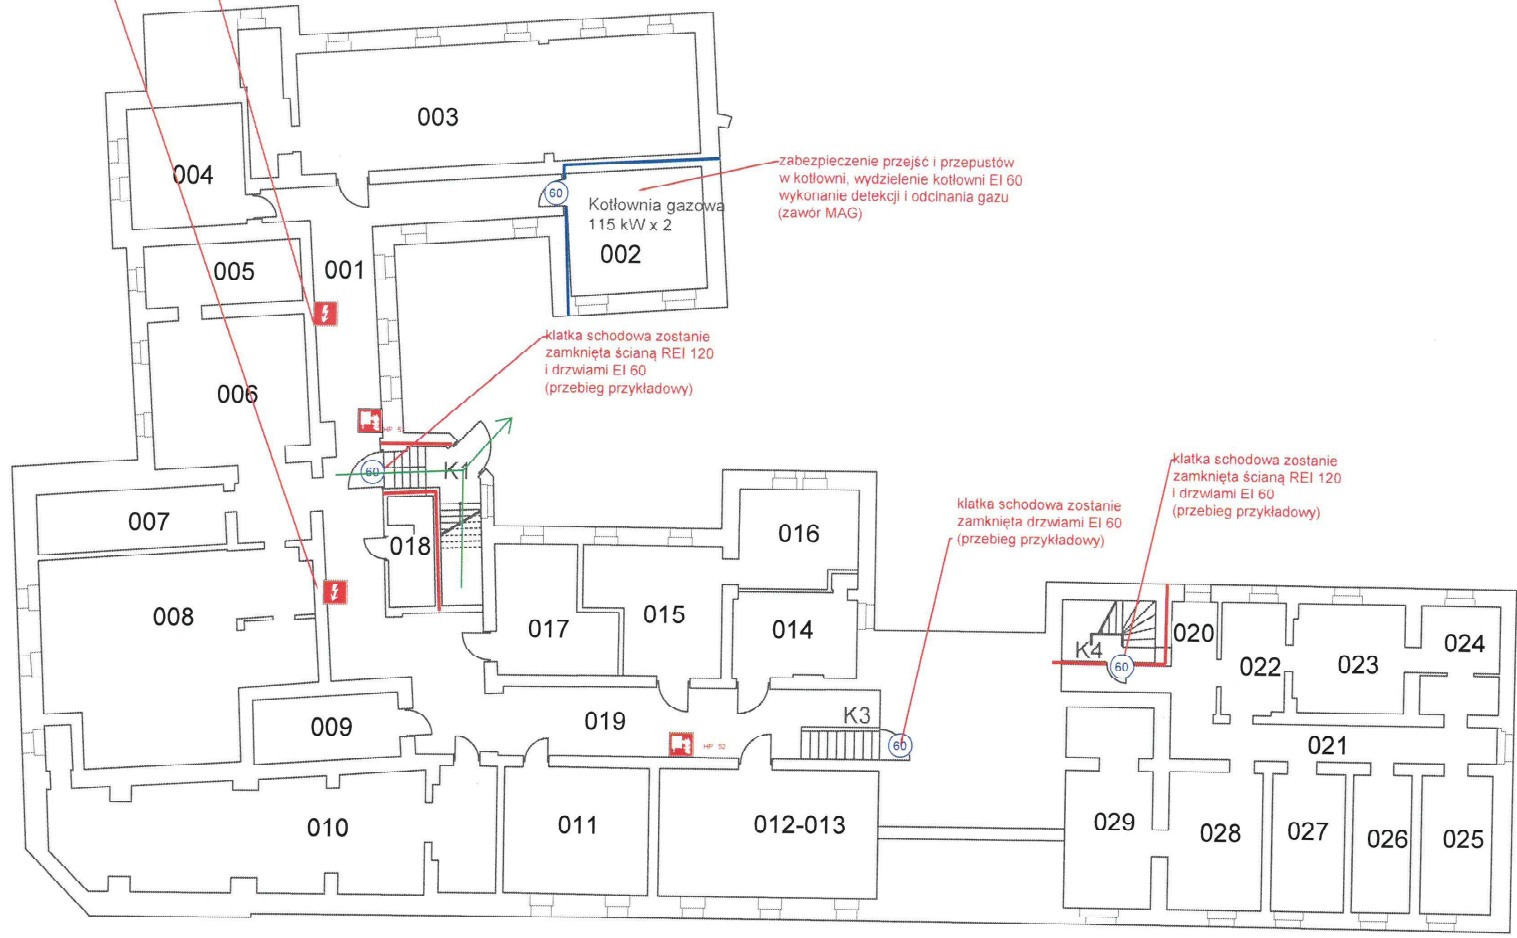 003
004
zabezpieczenie przejść i przepustów
w kotłowni, wydzielenie kotłowni EI 60
wykonanie detekcji i odcinania gazu
(zawór MAG)
60
Kotłownia gazowa
115 kW x 2
002
005
001
klatka schodowa zostanie
zamknięta ścianą REI 120
i drzwiami EI 60
(przebieg przykładowy)
006
HP 52
60
K1
klatka schodowa zostanie
zamknięta ścianą REI 120
i drzwiami EI 60
(przebieg przykładowy)
klatka schodowa zostanie
zamknięta drzwiami EI 60
(przebieg przykładowy)
007
018
016
008
017
015
014
020
K4
60
022
023
024
009
019
K3
HP 52
60
021
010
011
012-013
029
028
027
026
025